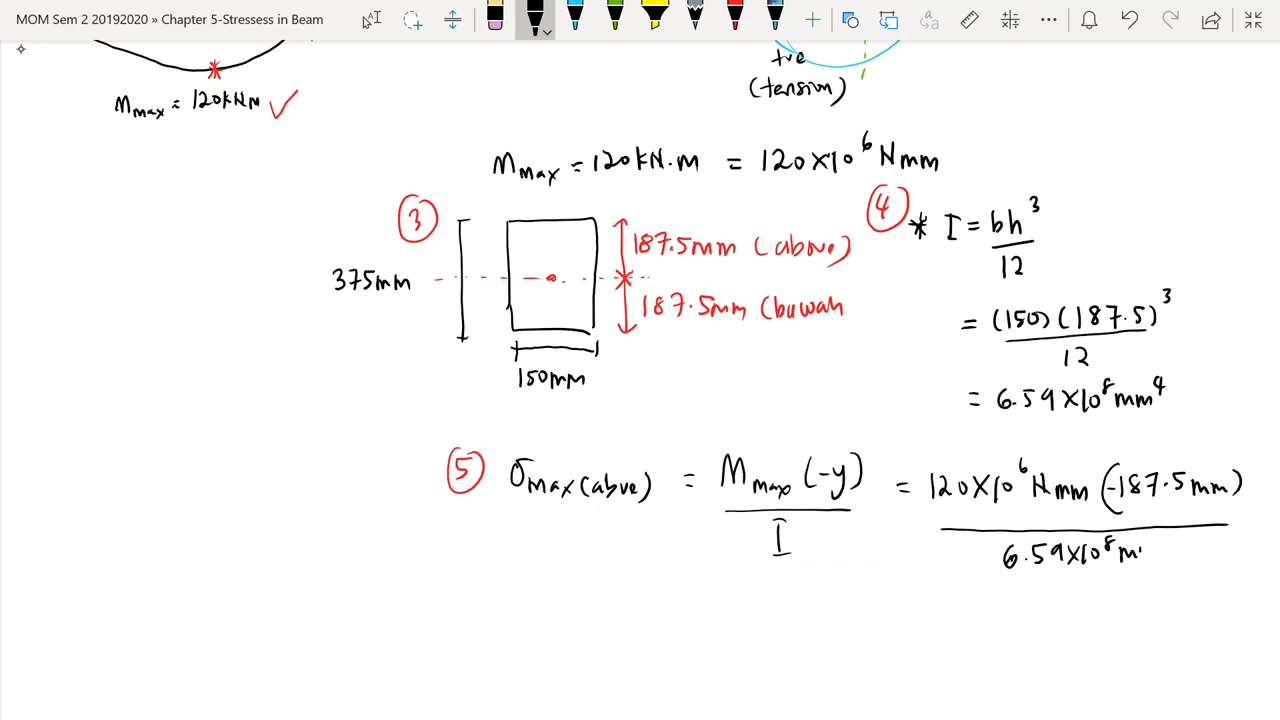 MOM Sem 2 20192020 » Chapter 5-Stressess in Beam
Mmax = 120kNm ✓
+ve
(tension)
Mmax = 120kN.m = 120×10⁶ Nmm
③
375mm
187.5mm (above)
187.5mm (buwah
150mm
④ * I = bh³
12
= (150)(187.5)³
12
= 6.59×10⁸ mm⁴
⑤ σmax(abve) = Mmax (-y) = 120×10⁶ Nmm (-187.5mm)
I
6.59×10⁸ m